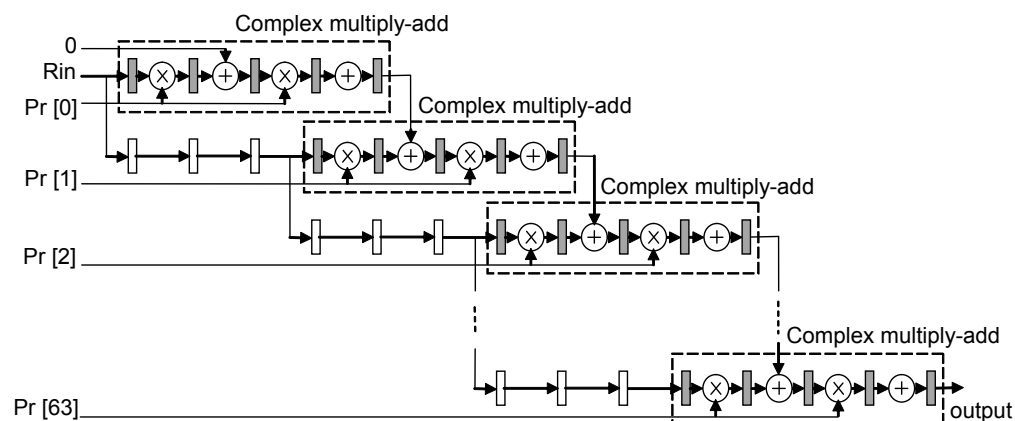 Complex multiply-add
0
Rin
Pr [0]
Complex multiply-add
Pr [1]
Complex multiply-add
Pr [2]
Complex multiply-add
Pr [63]
output